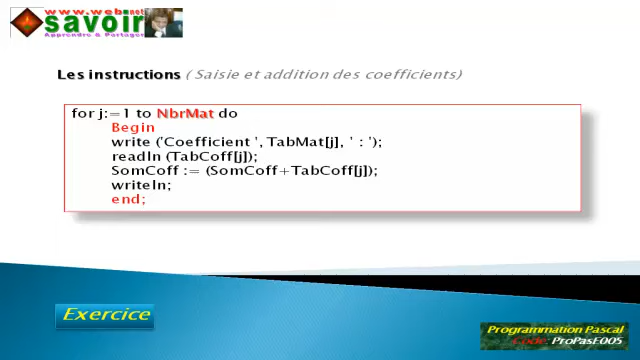 www.web net
savoir
Apprendre & Partager
Les instructions ( Saisie et addition des coefficients)
for j:=1 to NbrMat do
Begin
write ('Coefficient ', TabMat[j], ' : ');
readln (TabCoff[j]);
SomCoff := (SomCoff+TabCoff[j]);
writeln;
end;
Exercice
Programmation Pascal
Code: ProPasE005